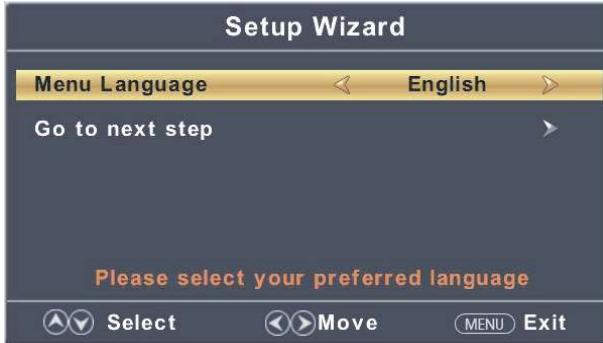 Setup Wizard
Menu Language English
Go to next step
Please select your preferred language
Select Move MENU Exit